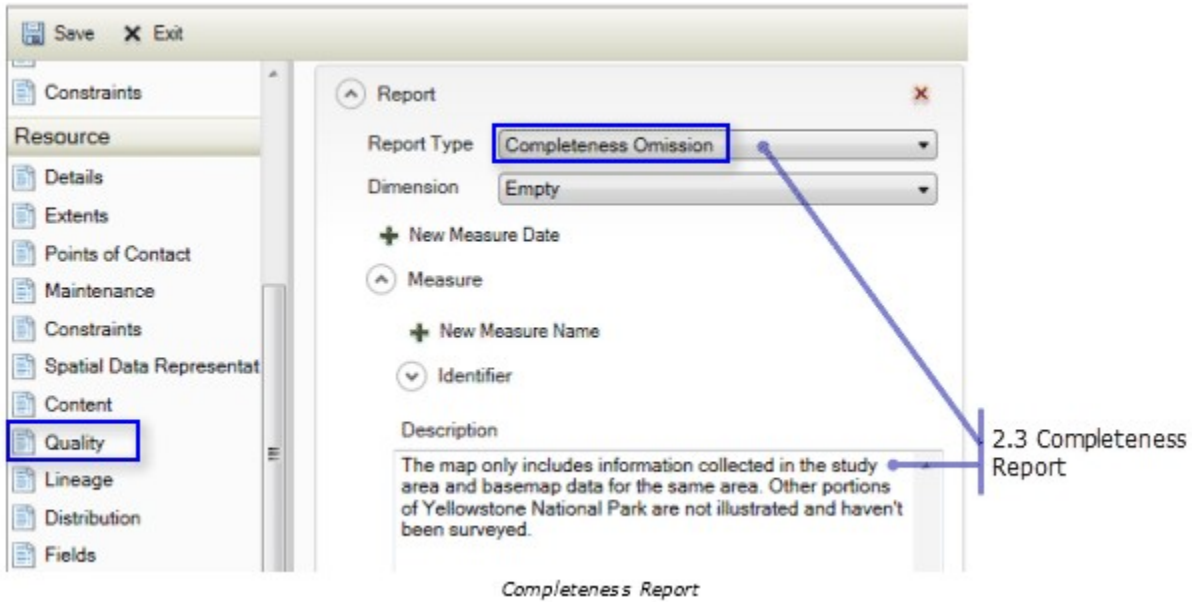 Save Exit
Constraints
Resource
Details
Extents
Points of Contact
Maintenance
Constraints
Spatial Data Representat
Content
Quality
Lineage
Distribution
Fields
Report
Report Type Completeness Omission
Dimension Empty
New Measure Date
Measure
New Measure Name
Identifier
Description
The map only includes information collected in the study
area and basemap data for the same area. Other portions
of Yellowstone National Park are not illustrated and haven't
been surveyed.
2.3 Completeness
Report
Completeness Report